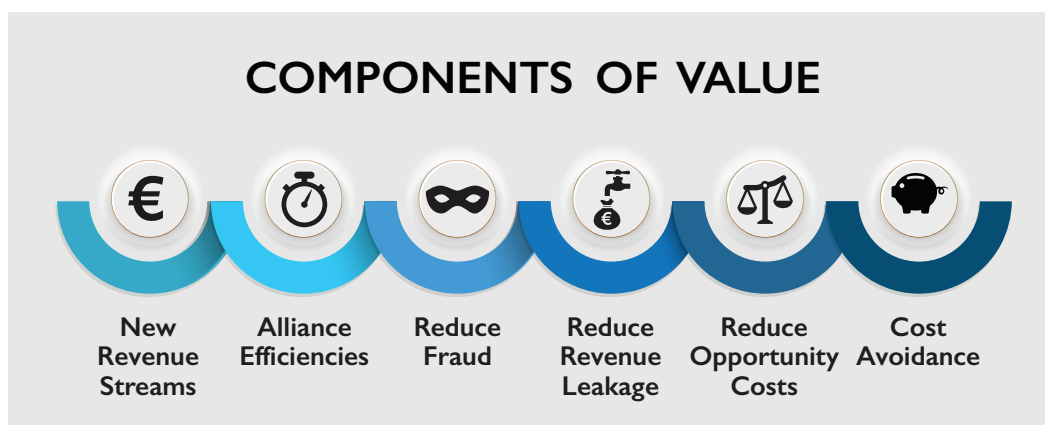 COMPONENTS OF VALUE
€
€
New
Revenue
Streams
Alliance
Efficiencies
Reduce
Fraud
Reduce
Revenue
Leakage
Reduce
Opportunity
Costs
Cost
Avoidance